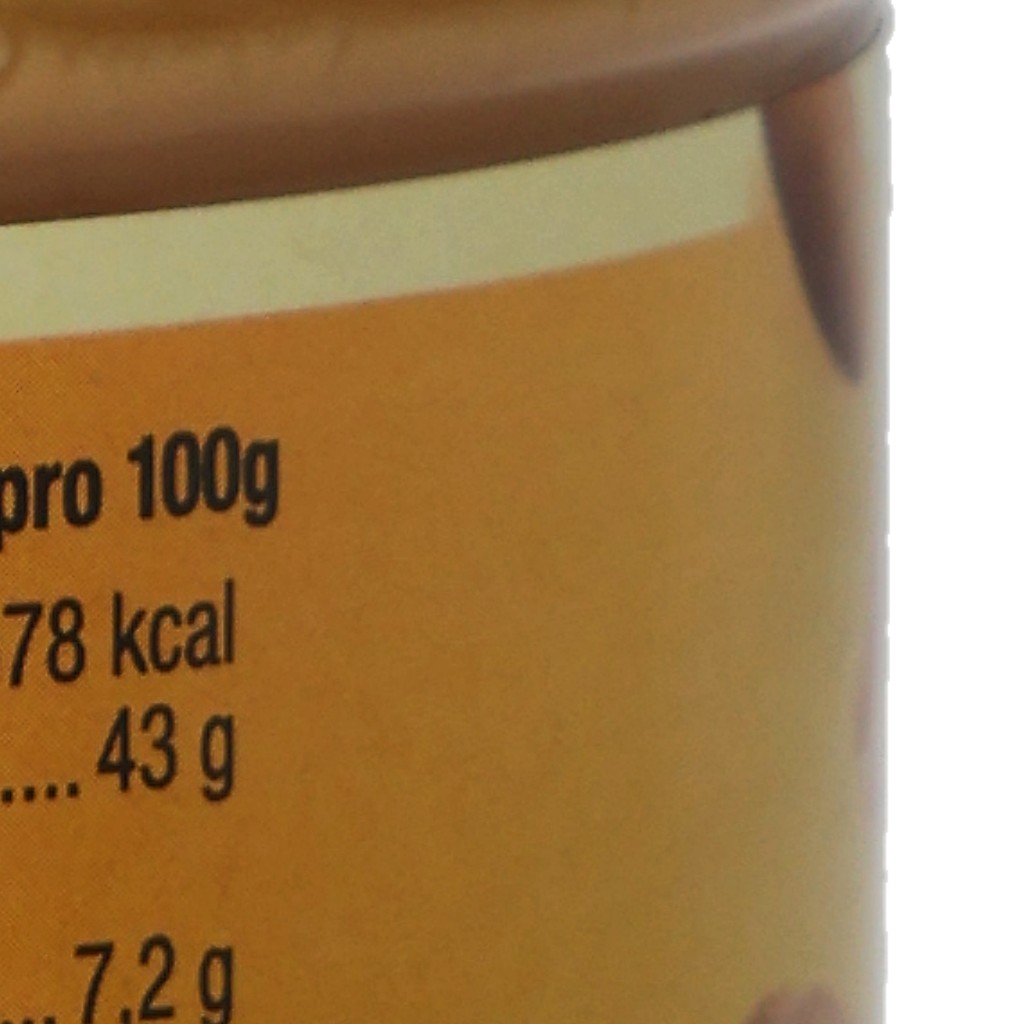 pro 100g
78 kcal
.... 43 g
... 7,2 g